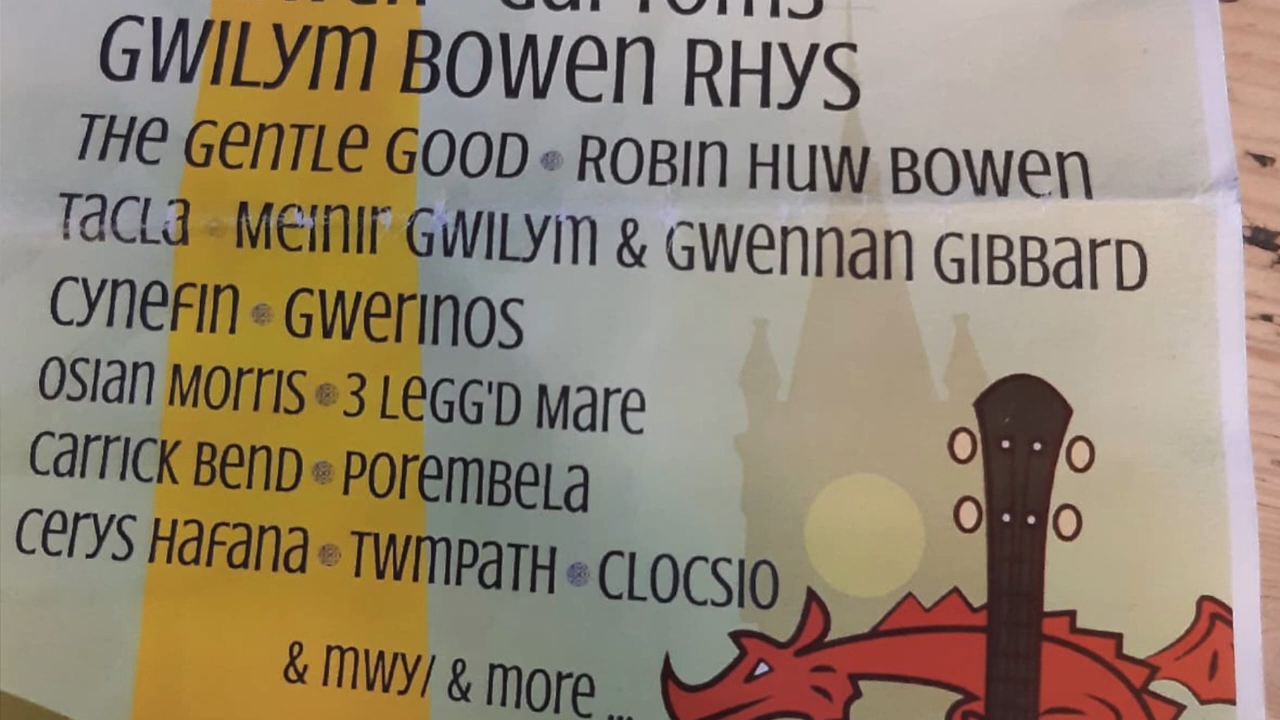 GWILYM BOWEN RHYS
THE GENTLE GOOD • ROBIN HUW BOWEN
TACLA • MEINIR GWILYM & GWENNAN GIBBARD
CYNEFIN • GWERINOS
OSIAN MORRIS • 3 LEGG'D MARE
CARRICK BEND • POREMBELA
CERYS HAFANA • TWMPATH • CLOCSIO
& MWY/ & MORE ...